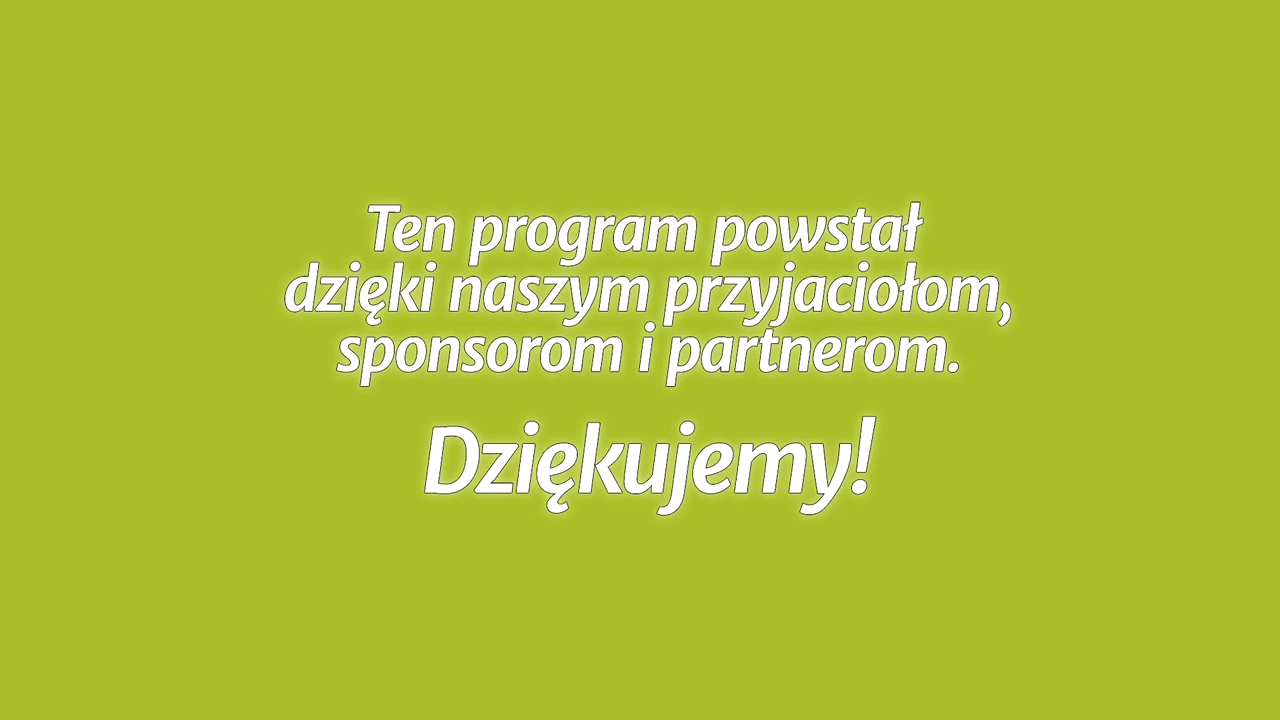 Ten program powstał
dzięki naszym przyjaciołom,
sponsorom i partnerom.
Dziękujemy!